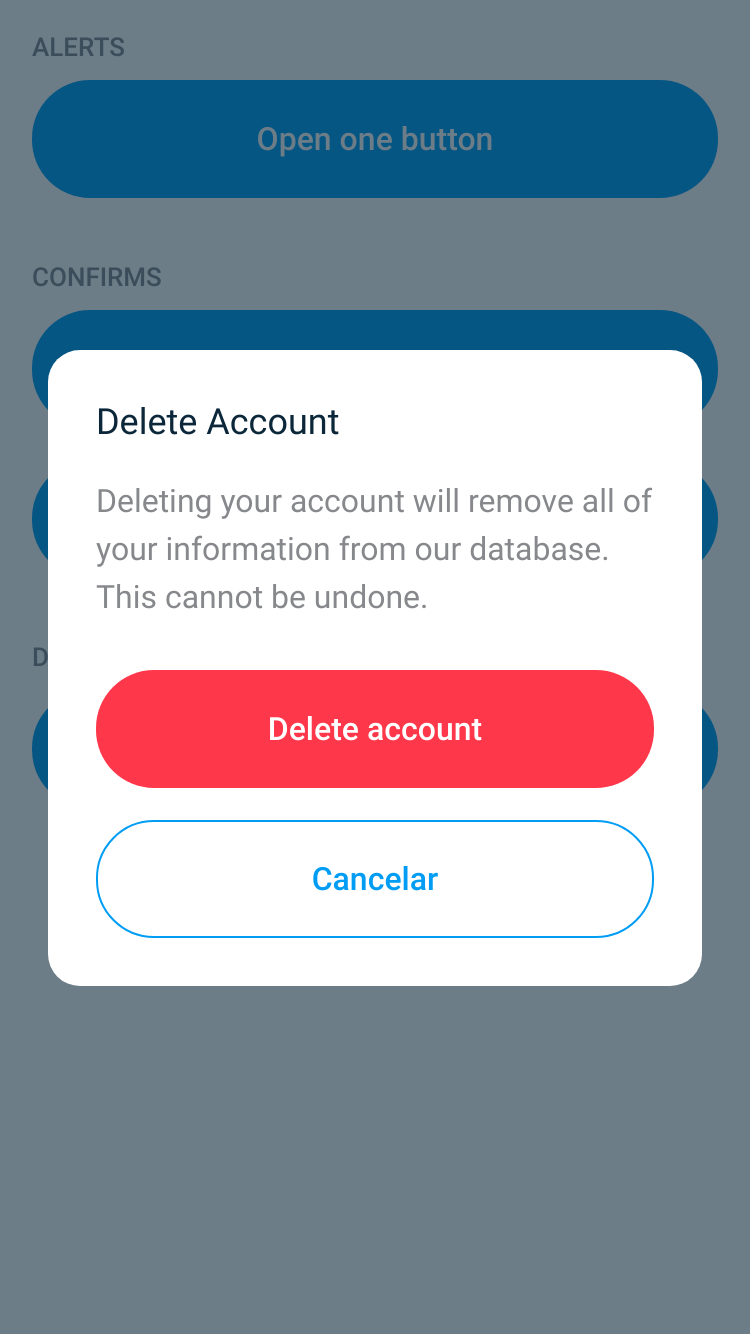 ALERTS
Open one button
CONFIRMS
Delete Account
Deleting your account will remove all of
your information from our database.
This cannot be undone.
D
Delete account
Cancelar